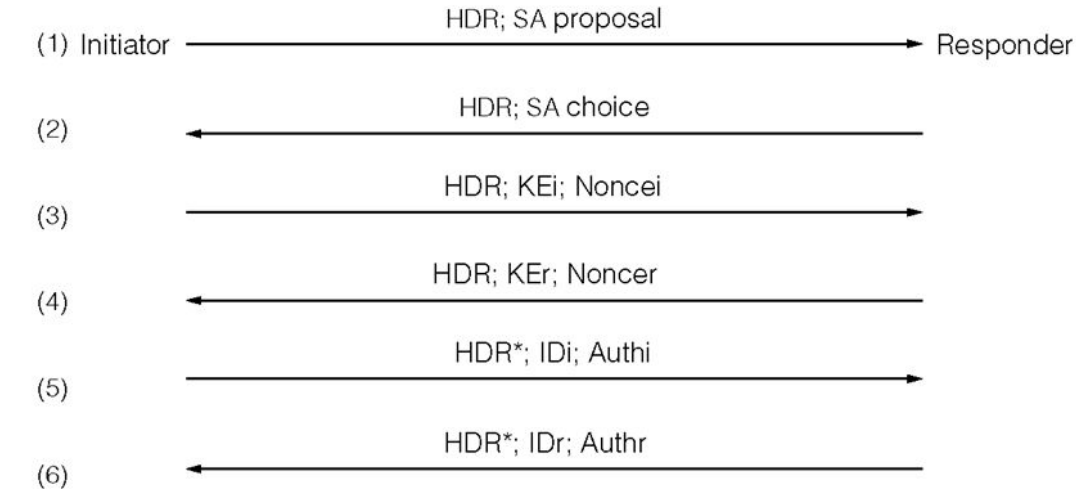 HDR; SA proposal
(1) Initiator Responder
HDR; SA choice
(2)
HDR; KEi; Noncei
(3)
HDR; KEr; Noncer
(4)
HDR*; IDi; Authi
(5)
HDR*; IDr; Authr
(6)